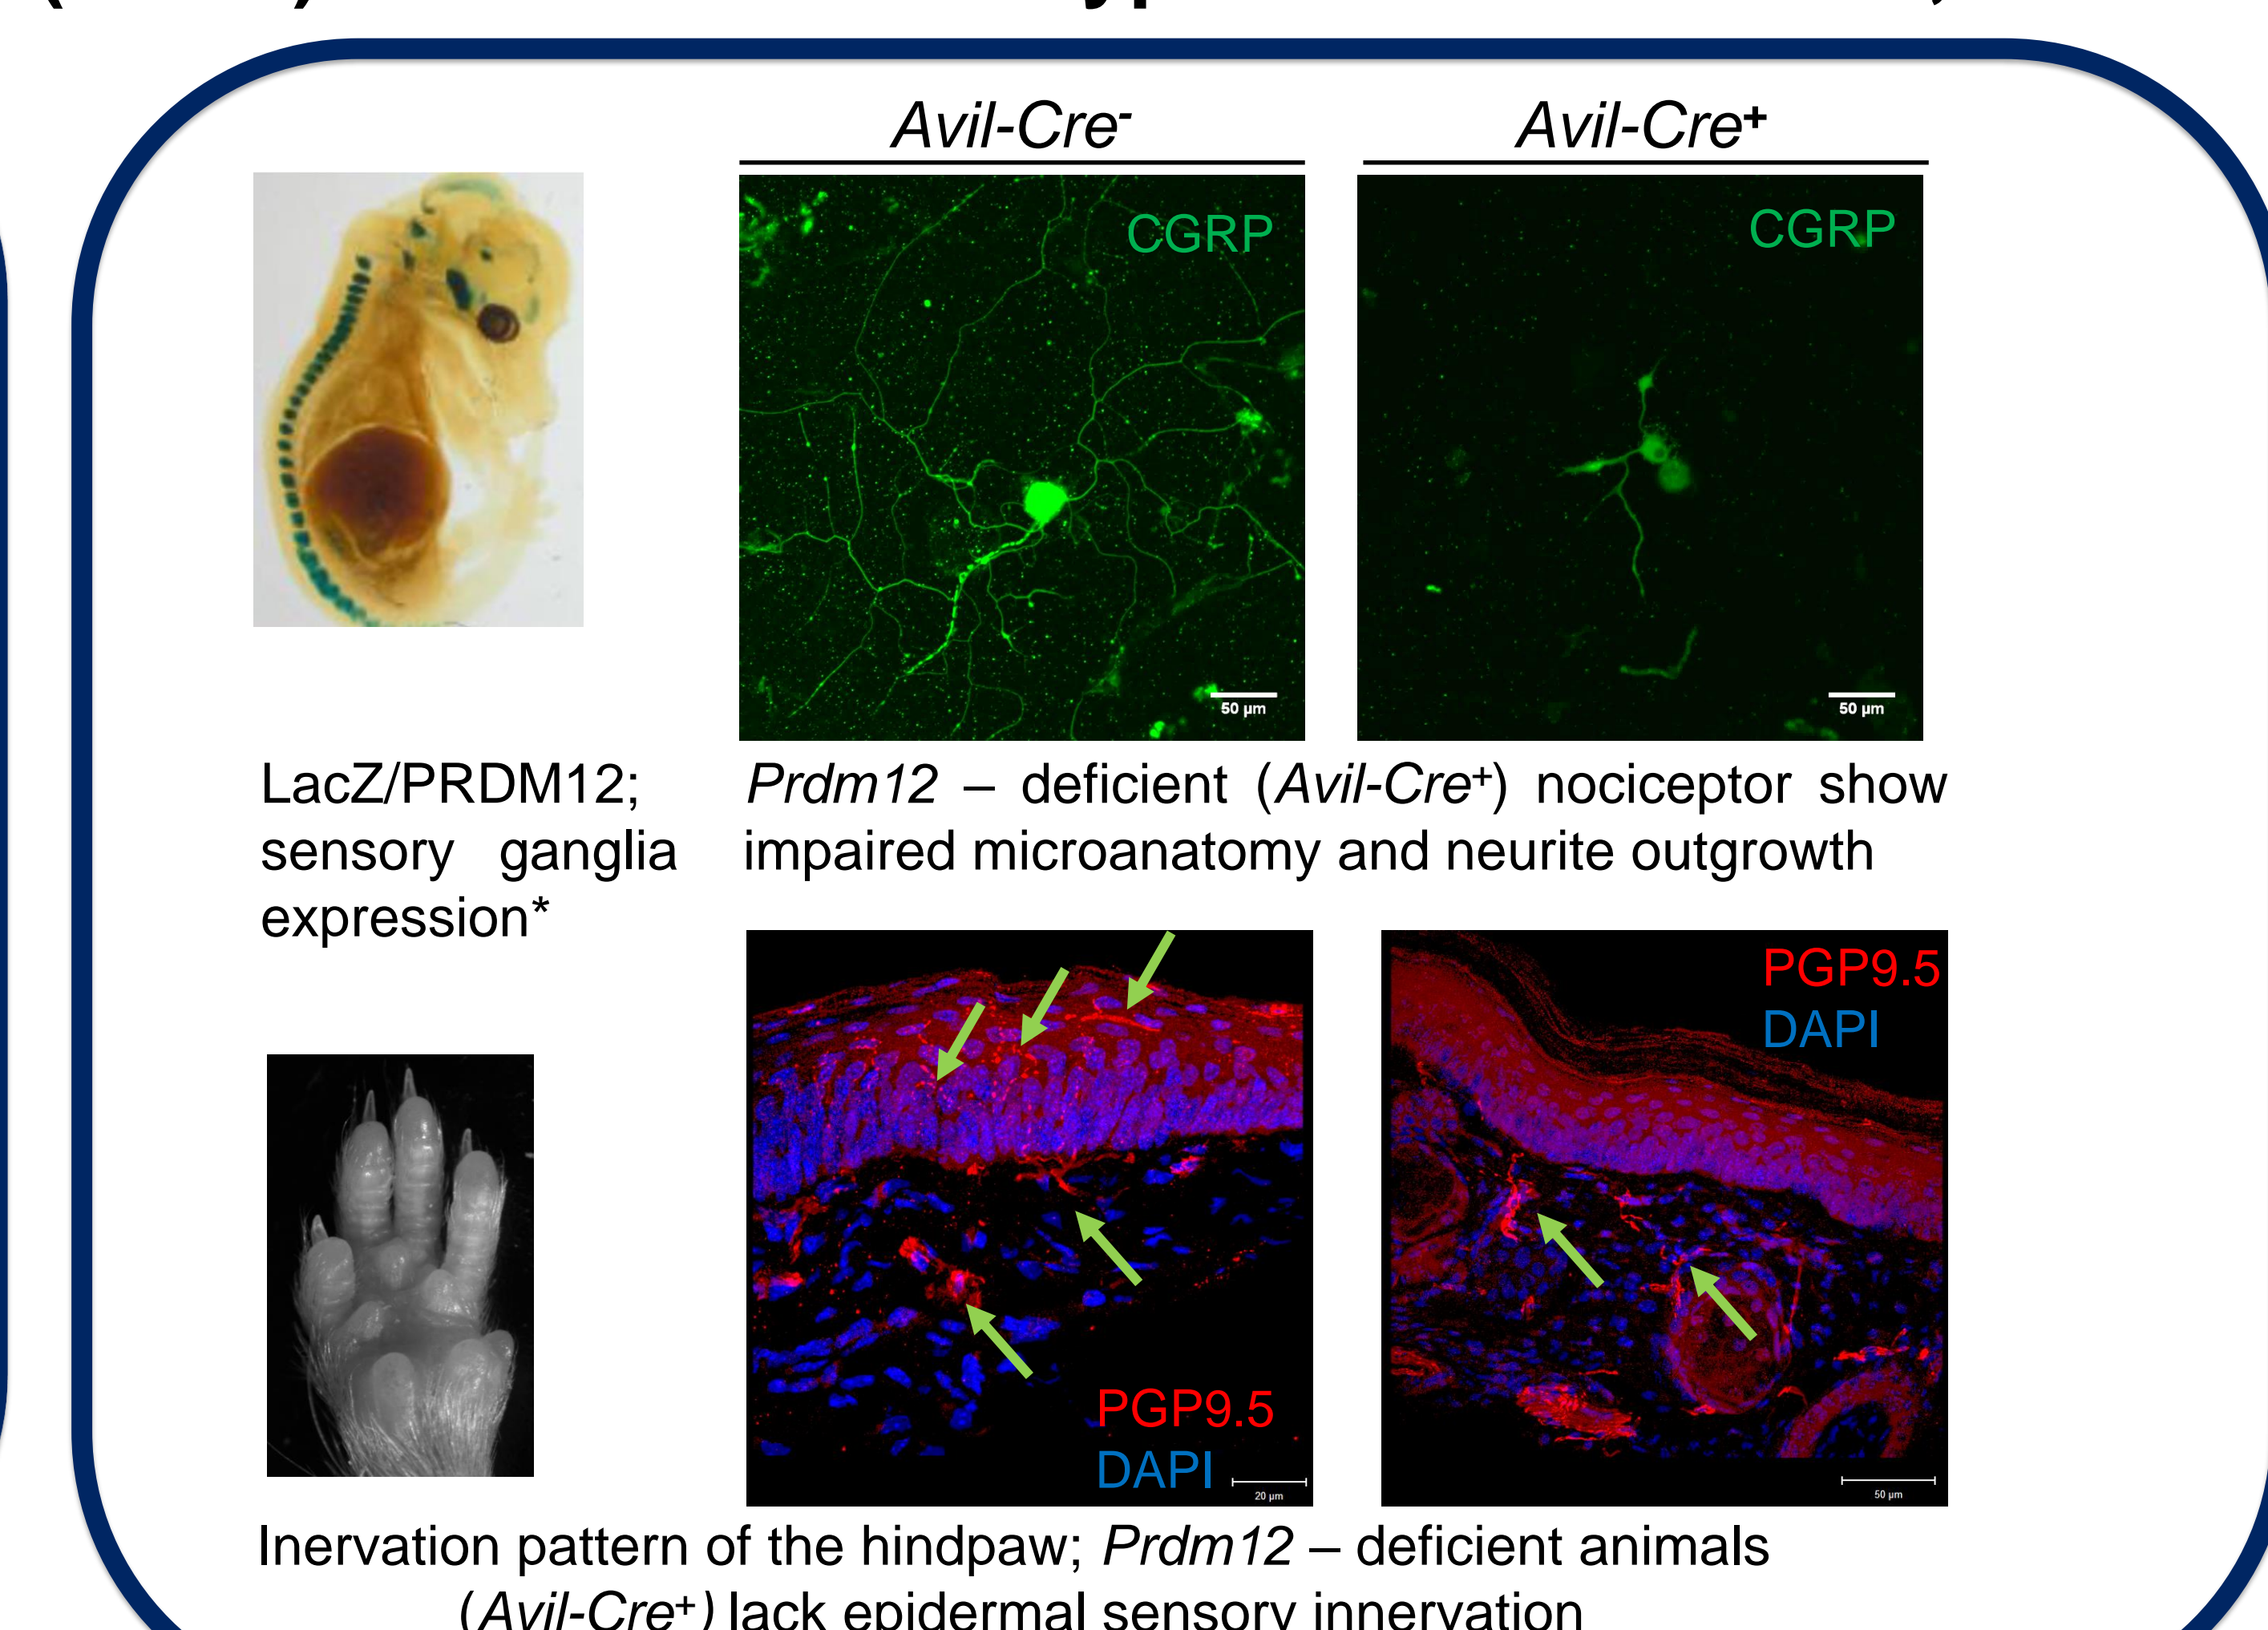 Avil-Cre-
Avil-Cre+
CGRP
CGRP
50 µm
50 µm
LacZ/PRDM12;
sensory ganglia
expression*
Prdm12 – deficient (Avil-Cre+) nociceptor show
impaired microanatomy and neurite outgrowth
PGP9.5
DAPI
20 µm
PGP9.5
DAPI
50 µm
Inervation pattern of the hindpaw; Prdm12 – deficient animals
(Avil-Cre+) lack epidermal sensory innervation